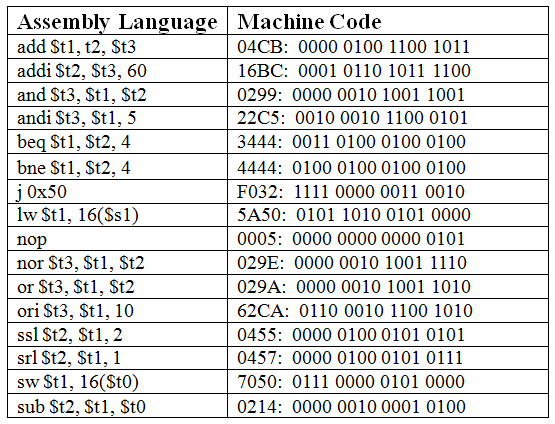 Assembly Language Machine Code
add $t1, t2, $t3 04CB: 0000 0100 1100 1011
addi $t2, $t3, 60 16BC: 0001 0110 1011 1100
and $t3, $t1, $t2 0299: 0000 0010 1001 1001
andi $t3, $t1, 5 22C5: 0010 0010 1100 0101
beq $t1, $t2, 4 3444: 0011 0100 0100 0100
bne $t1, $t2, 4 4444: 0100 0100 0100 0100
j 0x50 F032: 1111 0000 0011 0010
lw $t1, 16($s1) 5A50: 0101 1010 0101 0000
nop 0005: 0000 0000 0000 0101
nor $t3, $t1, $t2 029E: 0000 0010 1001 1110
or $t3, $t1, $t2 029A: 0000 0010 1001 1010
ori $t3, $t1, 10 62CA: 0110 0010 1100 1010
ssl $t2, $t1, 2 0455: 0000 0100 0101 0101
srl $t2, $t1, 1 0457: 0000 0100 0101 0111
sw $t1, 16($t0) 7050: 0111 0000 0101 0000
sub $t2, $t1, $t0 0214: 0000 0010 0001 0100